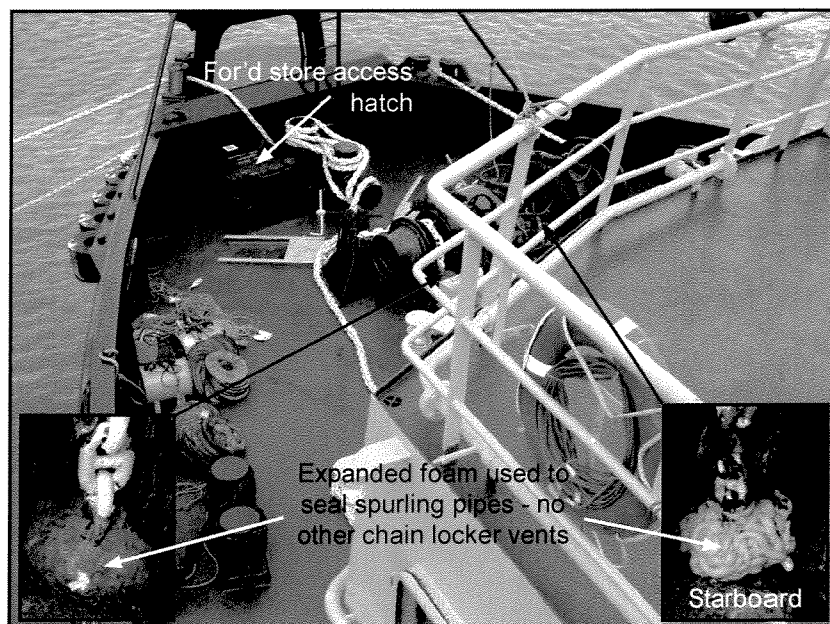 For'd store access
hatch
Expanded foam used to
seal spurling pipes - no
other chain locker vents
Starboard